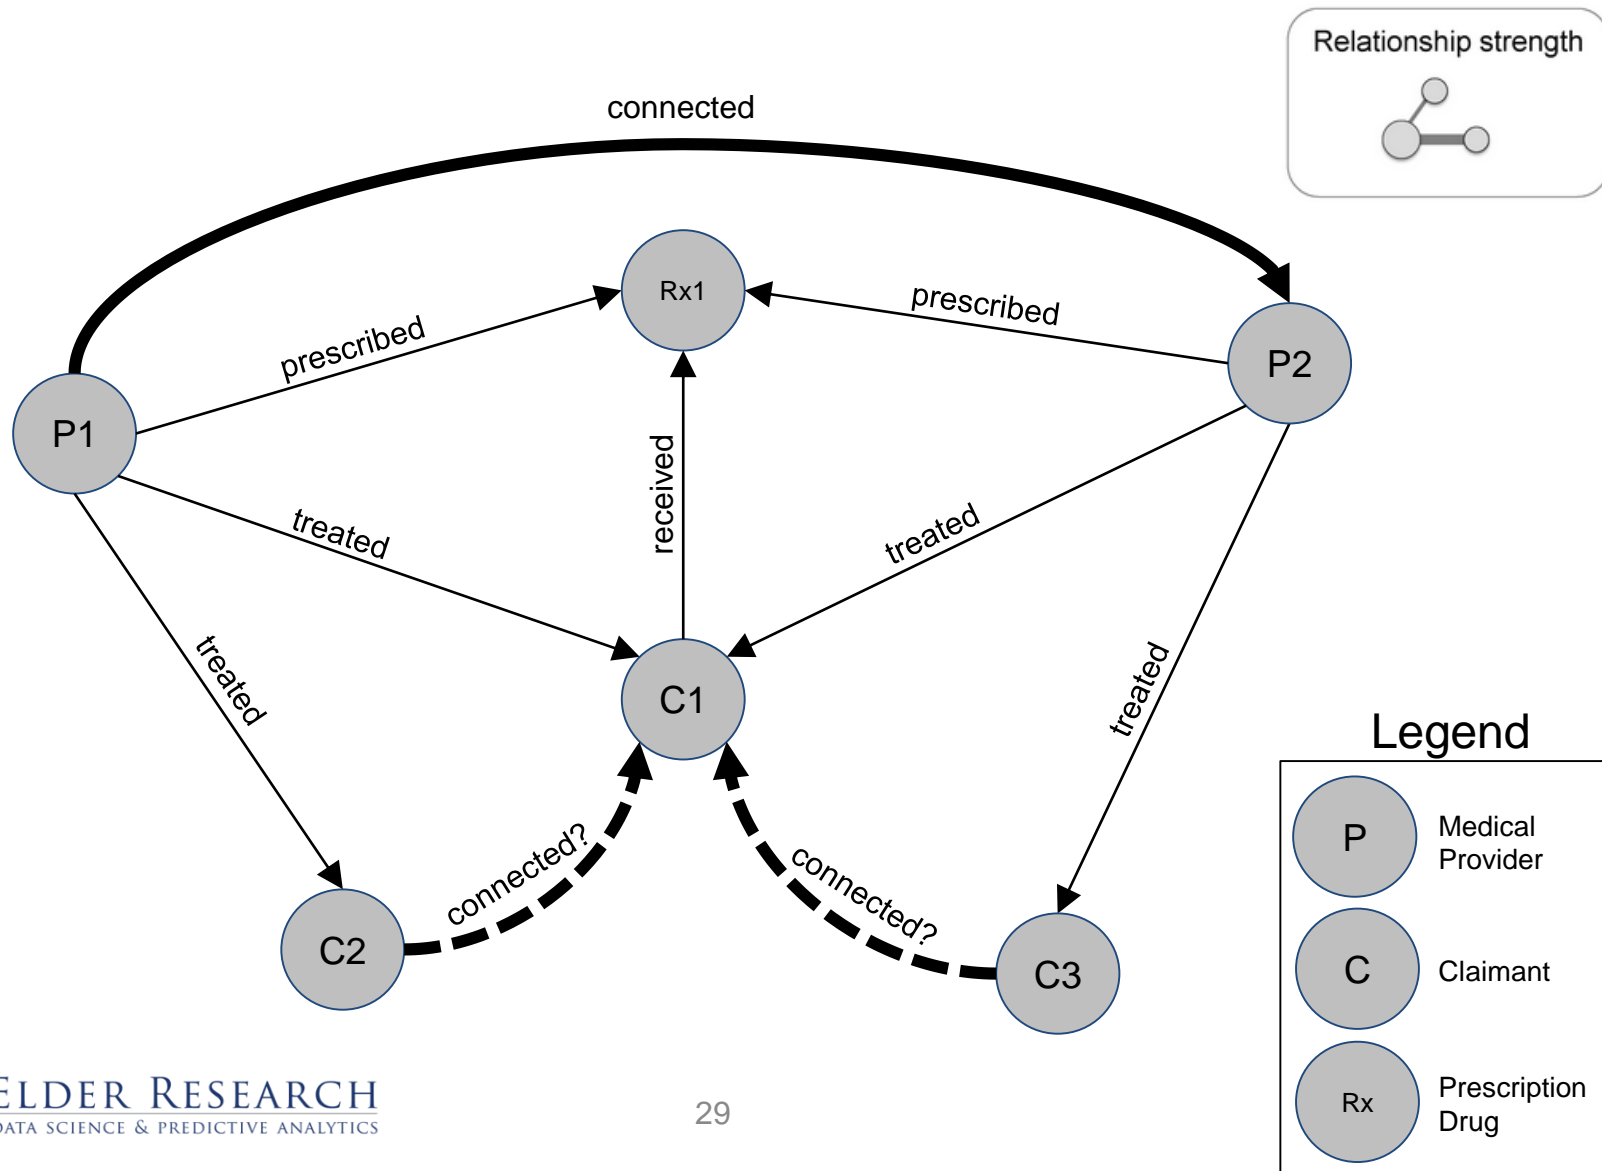 Relationship strength
connected
Rx1
prescribed
prescribed
P2
P1
received
treated
treated
treated
treated
C1
connected?
connected?
C2
C3
Legend
P
Medical
Provider
C
Claimant
Rx
Prescription
Drug
ELDER RESEARCH
DATA SCIENCE & PREDICTIVE ANALYTICS
29